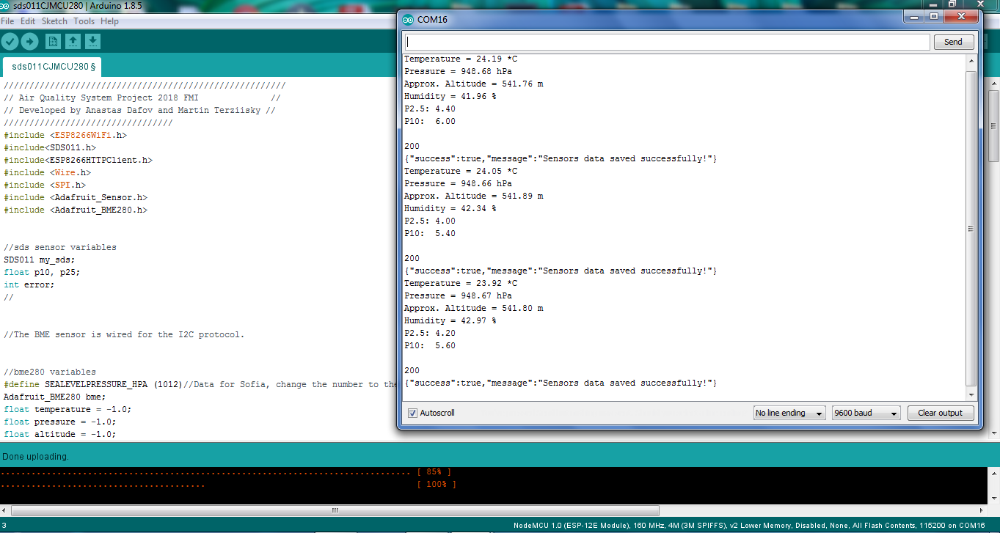 sds011CJMCU280 | Arduino 1.8.5
File Edit Sketch Tools Help
sds011CJMCU280 §
///////////////////////////////////////////////////////
// Air Quality System Project 2018 FMI //
// Developed by Anastas Dafov and Martin Terziisky //
/////////////////////////////////
#include <ESP8266WiFi.h>
#include<SDS011.h>
#include<ESP8266HTTPClient.h>
#include <Wire.h>
#include <SPI.h>
#include <Adafruit_Sensor.h>
#include <Adafruit_BME280.h>
//sds sensor variables
SDS011 my_sds;
float p10, p25;
int error;
//
//The BME sensor is wired for the I2C protocol.
//bme280 variables
#define SEALEVELPRESSURE_HPA (1012)//Data for Sofia, change the number to the
Adafruit_BME280 bme;
float temperature = -1.0;
float pressure = -1.0;
float altitude = -1.0;
COM16
Send
Temperature = 24.19 *C
Pressure = 948.68 hPa
Approx. Altitude = 541.76 m
Humidity = 41.96 %
P2.5: 4.40
P10:  6.00
200
{"success":true,"message":"Sensors data saved successfully!"}
Temperature = 24.05 *C
Pressure = 948.66 hPa
Approx. Altitude = 541.89 m
Humidity = 42.34 %
P2.5: 4.00
P10:  5.40
200
{"success":true,"message":"Sensors data saved successfully!"}
Temperature = 23.92 *C
Pressure = 948.67 hPa
Approx. Altitude = 541.80 m
Humidity = 42.97 %
P2.5: 4.20
P10:  5.60
200
{"success":true,"message":"Sensors data saved successfully!"}
Autoscroll
No line ending
9600 baud
Clear output
Done uploading.
................................................................................ [ 85% ]
........................................ [ 100% ]
3
NodeMCU 1.0 (ESP-12E Module), 160 MHz, 4M (3M SPIFFS), v2 Lower Memory, Disabled, None, All Flash Contents, 115200 on COM16